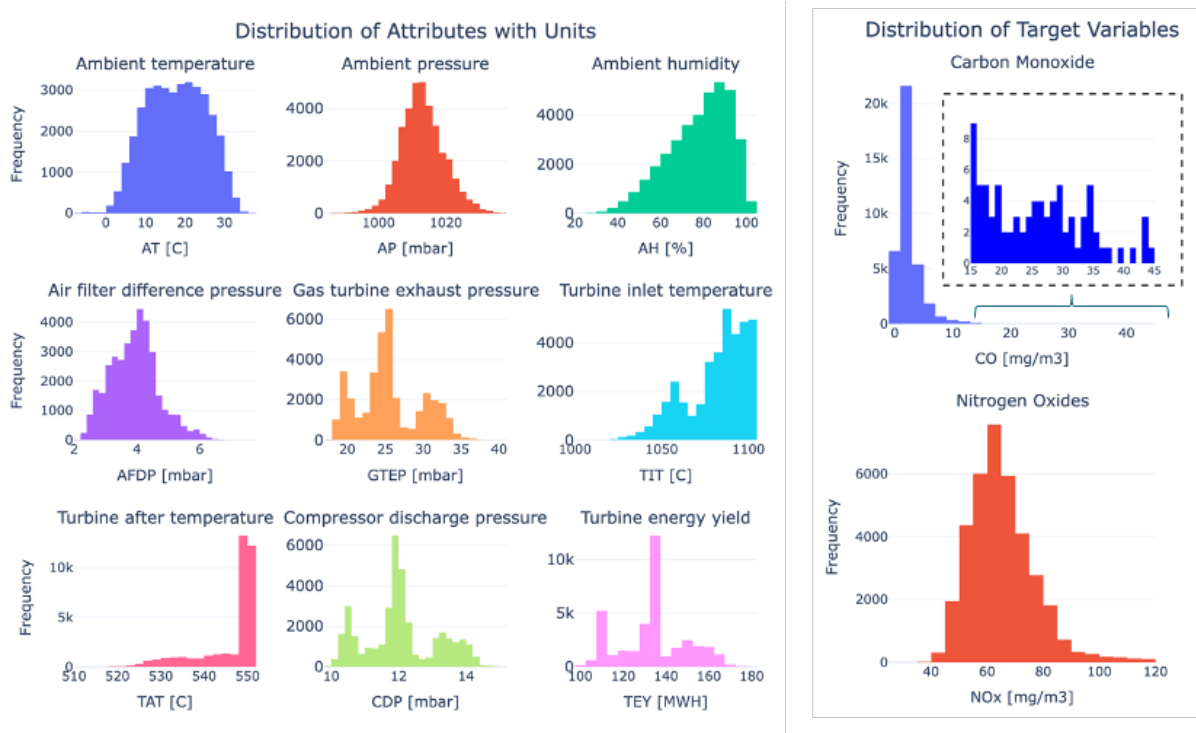 Distribution of Attributes with Units
Ambient temperature
Ambient pressure
Ambient humidity
Frequency
3000
2000
1000
0
0
10
20
30
AT [C]
4000
2000
0
1000
1020
AP [mbar]
4000
2000
0
20
40
60
80
100
AH [%]
Air filter difference pressure
Gas turbine exhaust pressure
Turbine inlet temperature
Frequency
4000
3000
2000
1000
0
2
4
6
AFDP [mbar]
6000
4000
2000
0
20
25
30
35
40
GTEP [mbar]
4000
2000
0
1000
1050
1100
TIT [C]
Turbine after temperature
Compressor discharge pressure
Turbine energy yield
Frequency
10k
5k
0
510
520
530
540
550
TAT [C]
6000
4000
2000
0
10
12
14
CDP [mbar]
10k
5k
0
100
120
140
160
180
TEY [MWH]
Distribution of Target Variables
Carbon Monoxide
Frequency
20k
15k
10k
5k
0
0
10
20
30
40
CO [mg/m3]
8
6
4
2
0
15
20
25
30
35
40
45
Nitrogen Oxides
Frequency
6000
4000
2000
0
40
60
80
100
120
NOx [mg/m3]